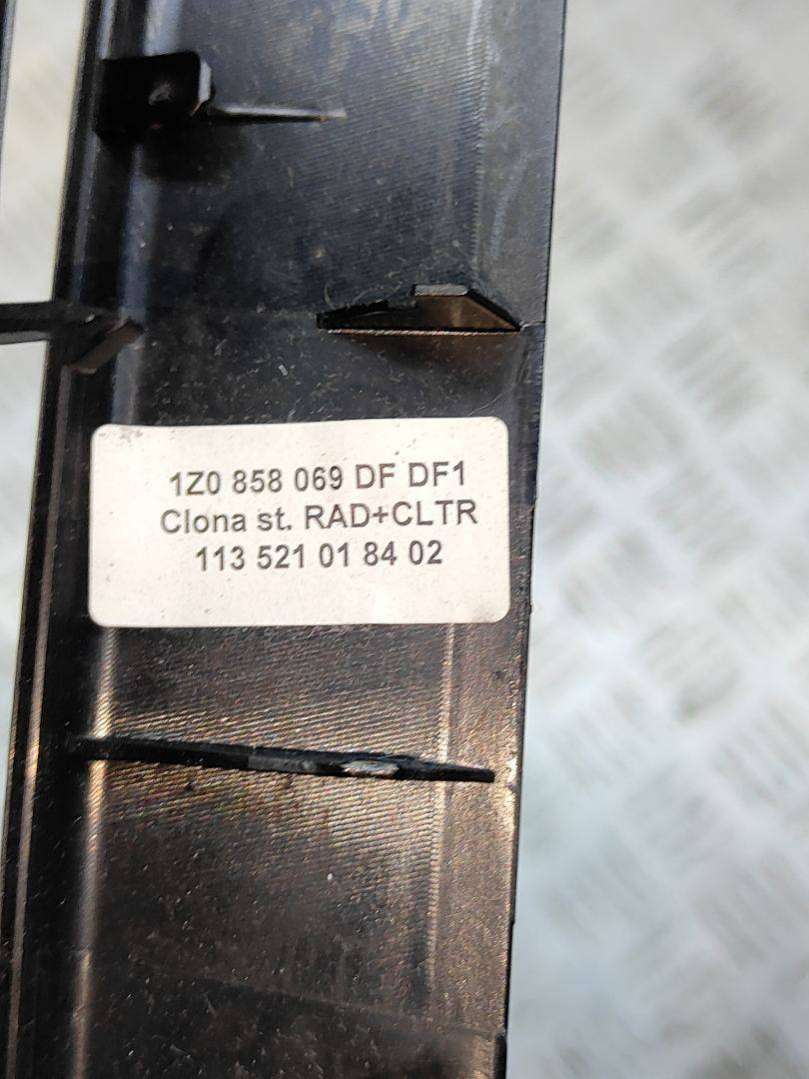 1Z0 858 069 DF DF1
Clona st. RAD+CLTR
113 521 01 84 02